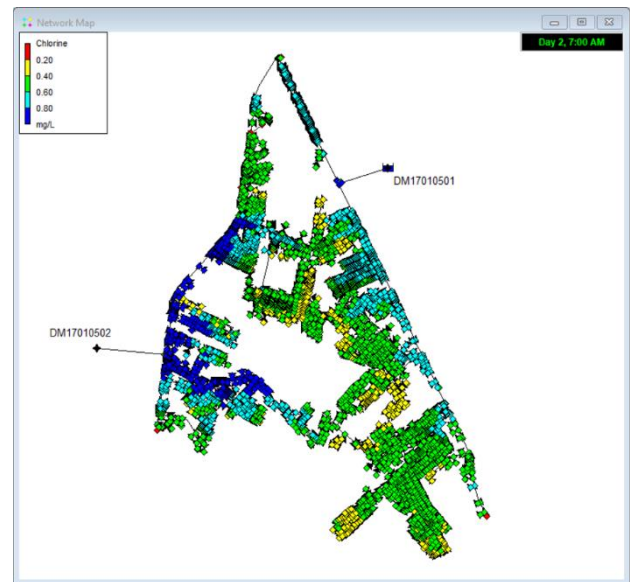 Network Map
Chlorine
0.20
0.40
0.60
0.80
mg/L
Day 2, 7:00 AM
DM17010501
DM17010502